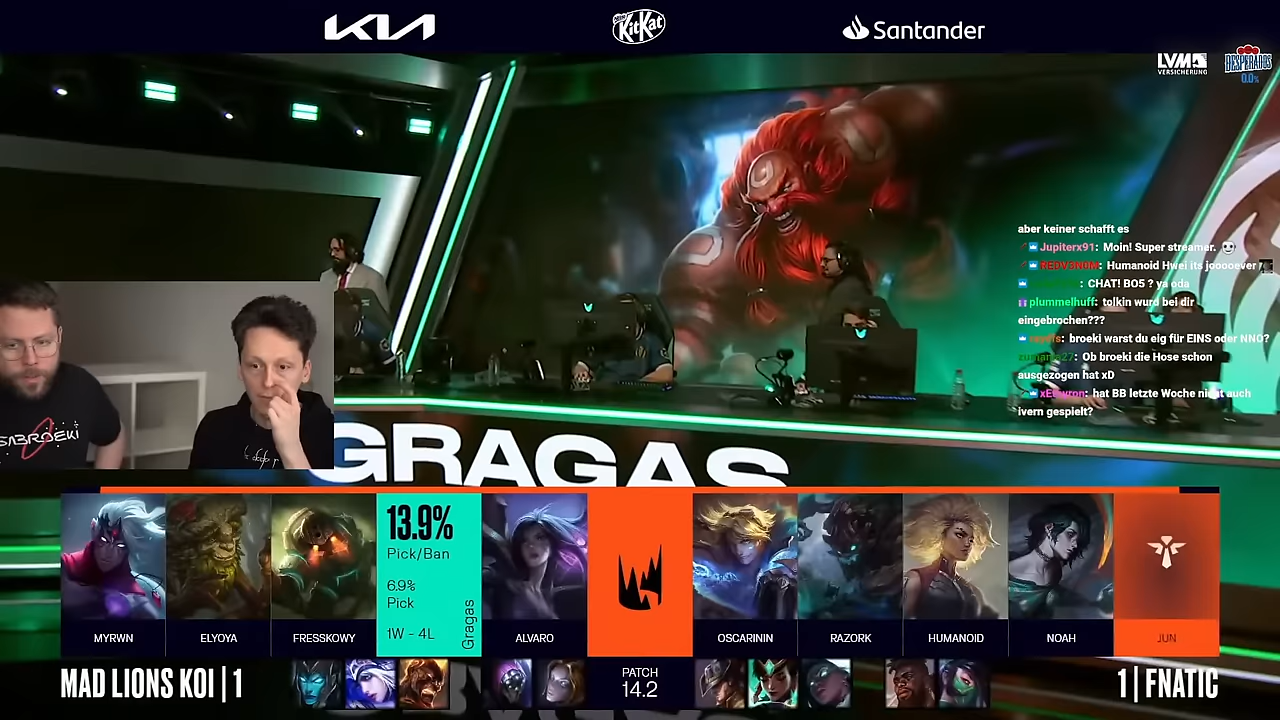 KIA
KitKat
Santander
LVM
VERSICHERUNG
DESPERADOS
0.0%
aber keiner schafft es
Jupiterx91: Moin! Super streamer.
REDV3N0M: Humanoid Hwei its jooooever
: CHAT! BO5 ? ya oda
plummelhuff: tolkin wurd bei dir
eingebrochen???
: broeki warst du eig für EINS oder NNO?
: Ob broeki die Hose schon
ausgezogen hat xD
: hat BB letzte Woche nicht auch
ivern gespielt?
GRAGAS
13.9%
Pick/Ban
6.9%
Pick
1W - 4L
Gragas
MYRWN
ELYOYA
FRESSKOWY
ALVARO
OSCARININ
RAZORK
HUMANOID
NOAH
JUN
MAD LIONS KOI | 1
PATCH
14.2
1 | FNATIC